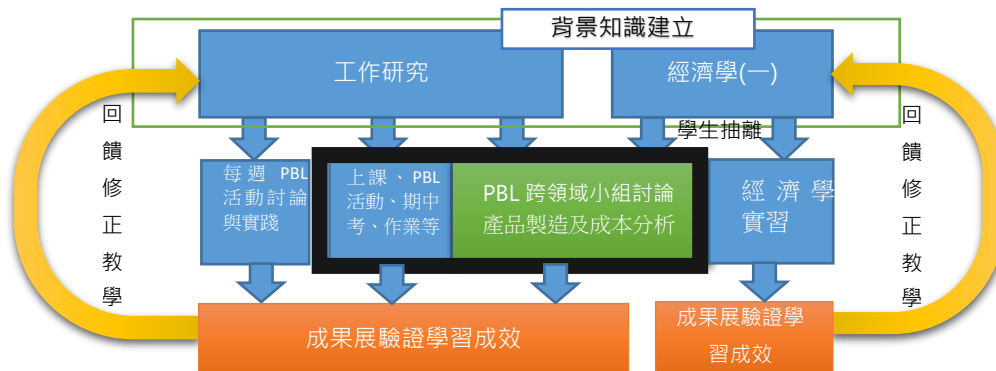 背景知識建立
工作研究
經濟學(一)
學生抽離
每週 PBL
活動討論
與實踐
上課、PBL
活動、期中
考、作業等
PBL 跨領域小組討論
產品製造及成本分析
經濟學
實習
成果展驗證學習成效
成果展驗證學
習成效
回饋修正教學
回饋修正教學